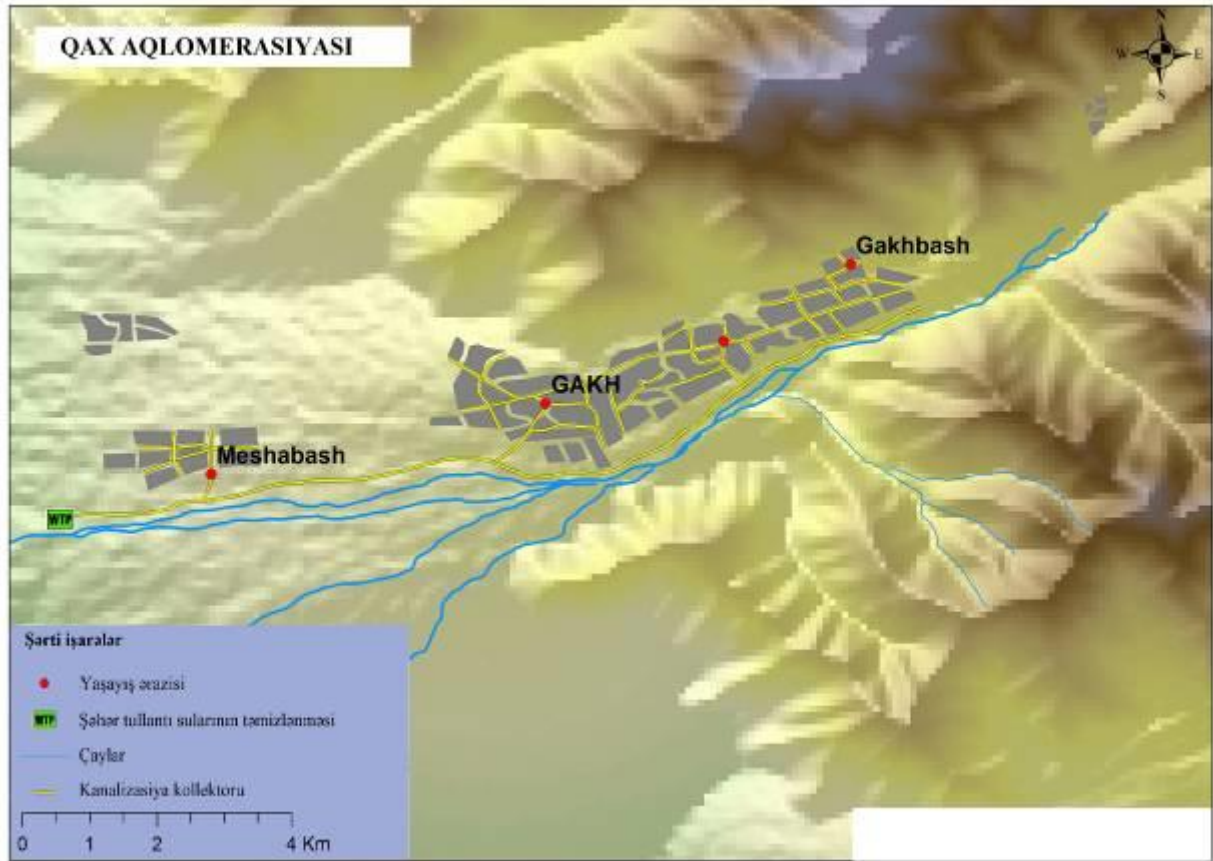 QAX AQLOMERASIYASI
N
W E
S
Gakhbash
GAKH
Meshabash
WTP
Şərti işarələr
Yaşayış ərazisi
WTP Şəhər tullantı sularının təmizlənməsi
Çaylar
Kanalizasiya kollektoru
0 1 2 4 Km